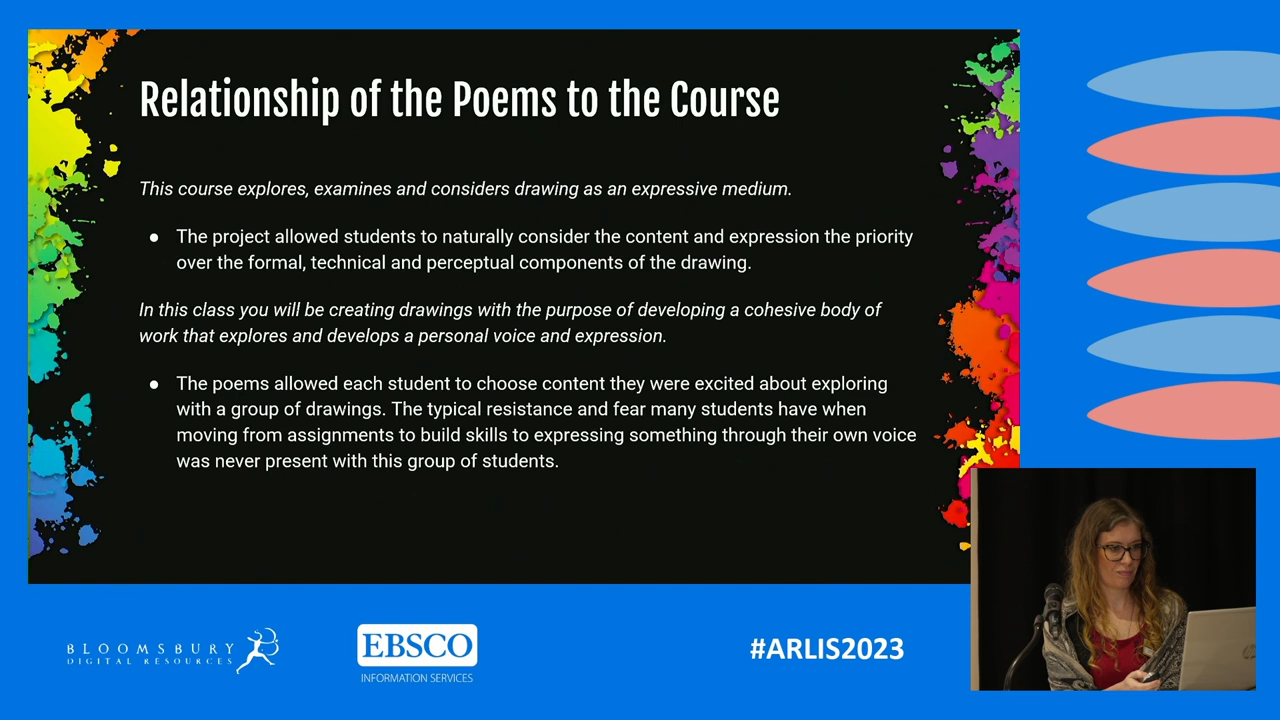 Relationship of the Poems to the Course
This course explores, examines and considers drawing as an expressive medium.
● The project allowed students to naturally consider the content and expression the priority
over the formal, technical and perceptual components of the drawing.
In this class you will be creating drawings with the purpose of developing a cohesive body of
work that explores and develops a personal voice and expression.
● The poems allowed each student to choose content they were excited about exploring
with a group of drawings. The typical resistance and fear many students have when
moving from assignments to build skills to expressing something through their own voice
was never present with this group of students.
BLOOMSBURY
DIGITAL RESOURCES
EBSCO
INFORMATION SERVICES
#ARLIS2023